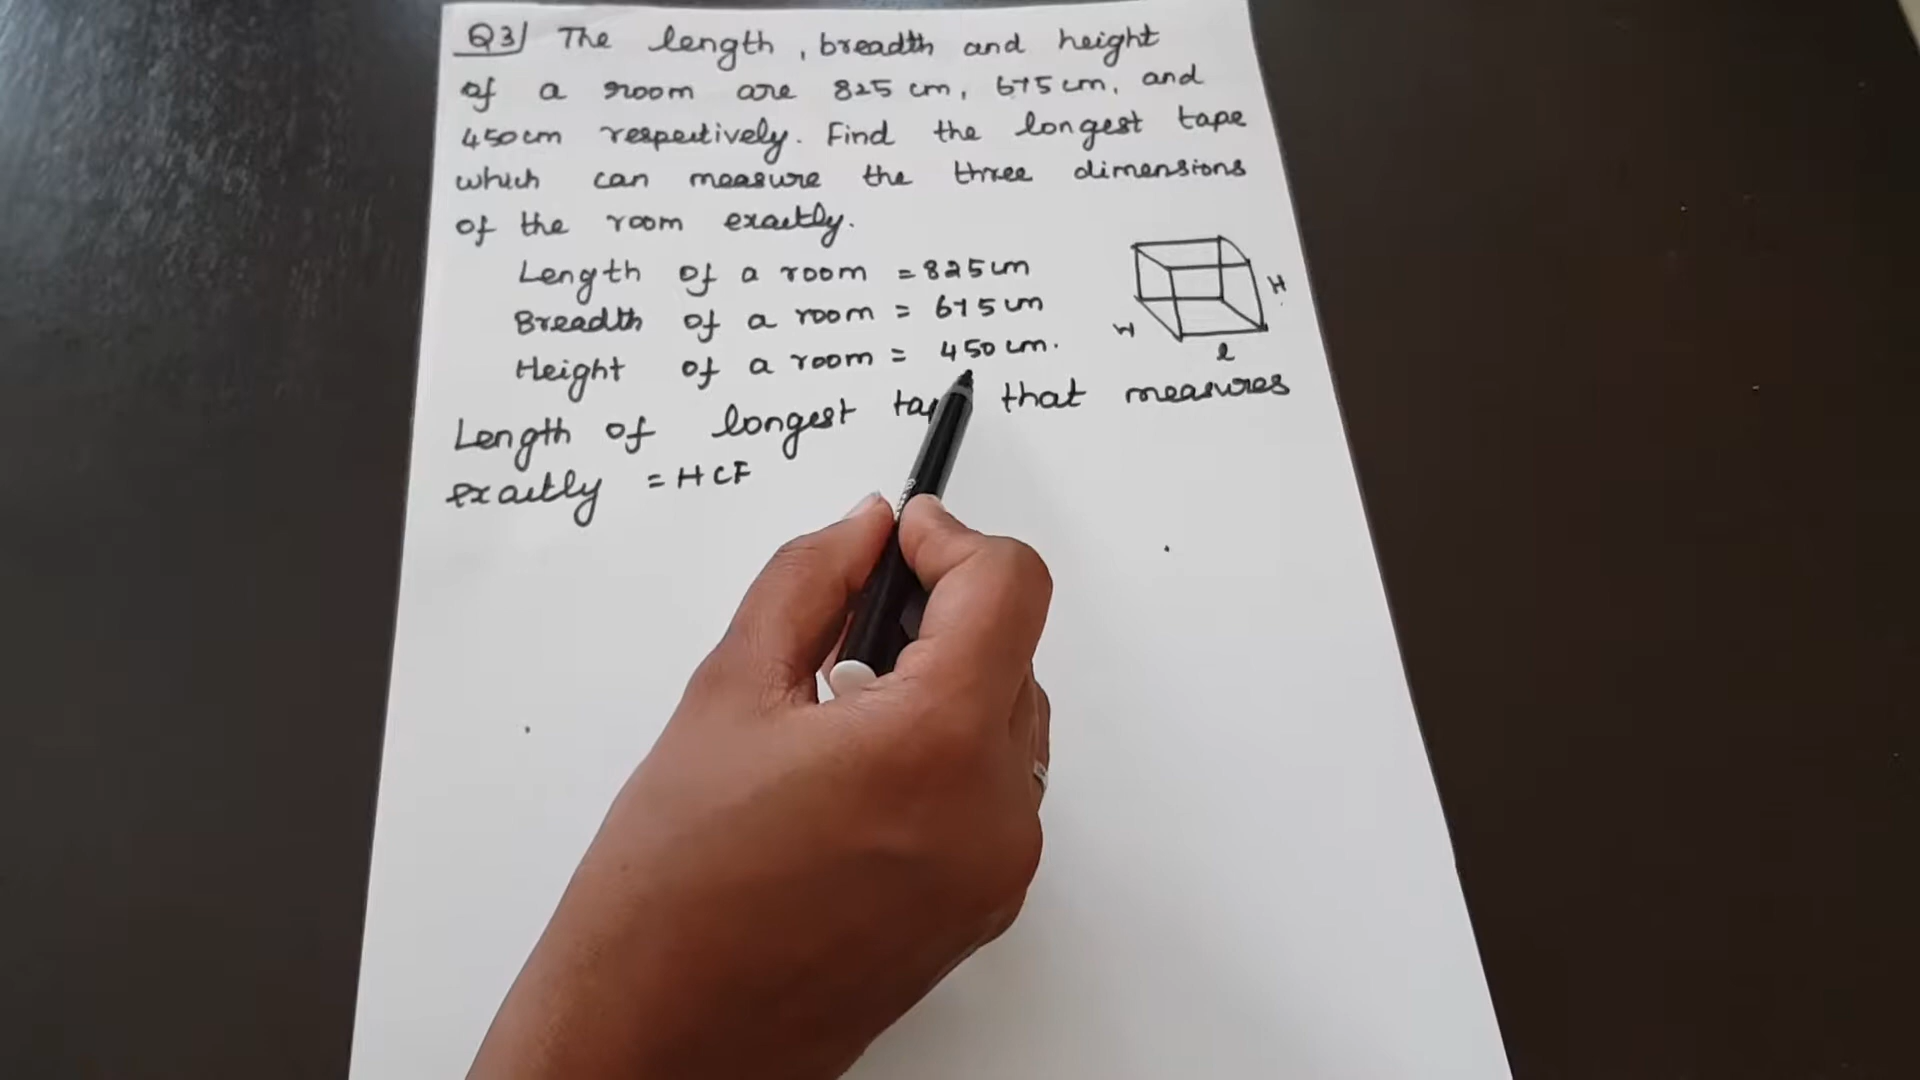 Q3) The length, breadth and height
of a room are 825 cm, 675 cm, and
450cm respectively. Find the longest tape
which can measure the three dimensions
of the room exactly.
Length of a room = 825 cm
Breadth of a room = 675 cm
Height of a room = 450 cm.
H
W
l
Length of longest that measures
exactly = HCF